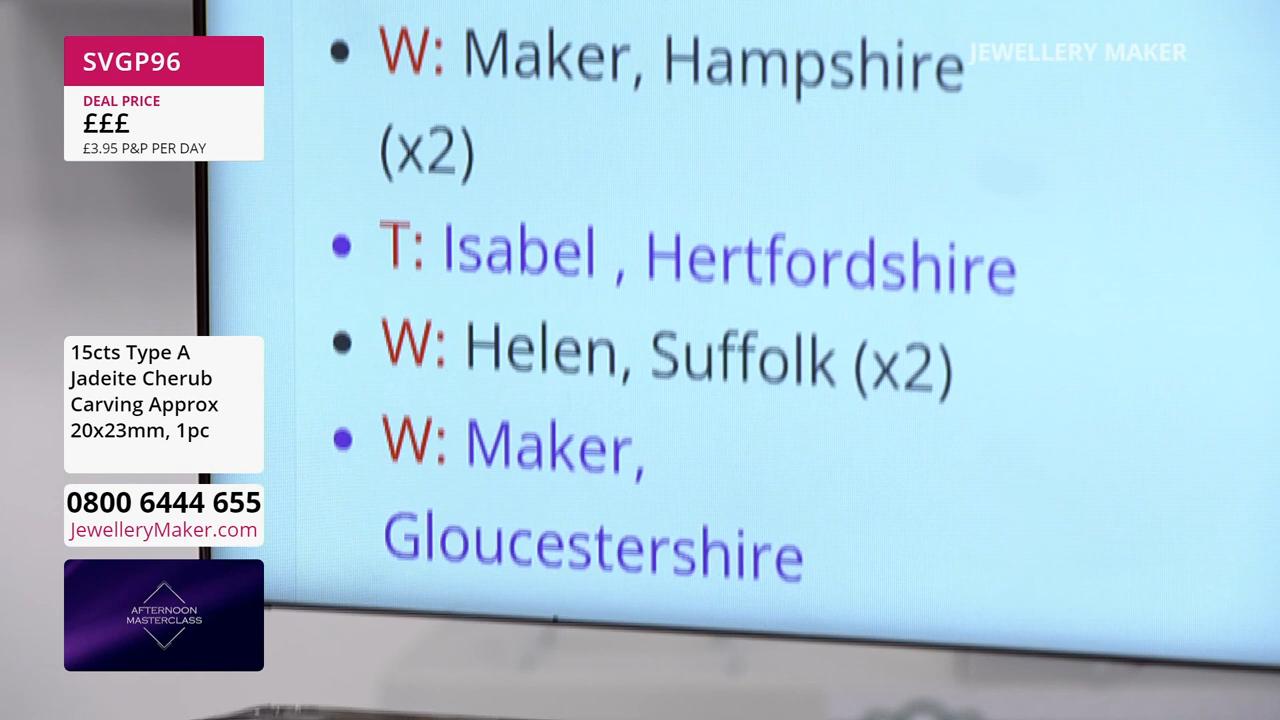 SVGP96
DEAL PRICE
£££
£3.95 P&P PER DAY
15cts Type A
Jadeite Cherub
Carving Approx
20x23mm, 1pc
0800 6444 655
JewelleryMaker.com
AFTERNOON
MASTERCLASS
JEWELLERY MAKER
• W: Maker, Hampshire
(x2)
• T: Isabel , Hertfordshire
• W: Helen, Suffolk (x2)
• W: Maker,
Gloucestershire